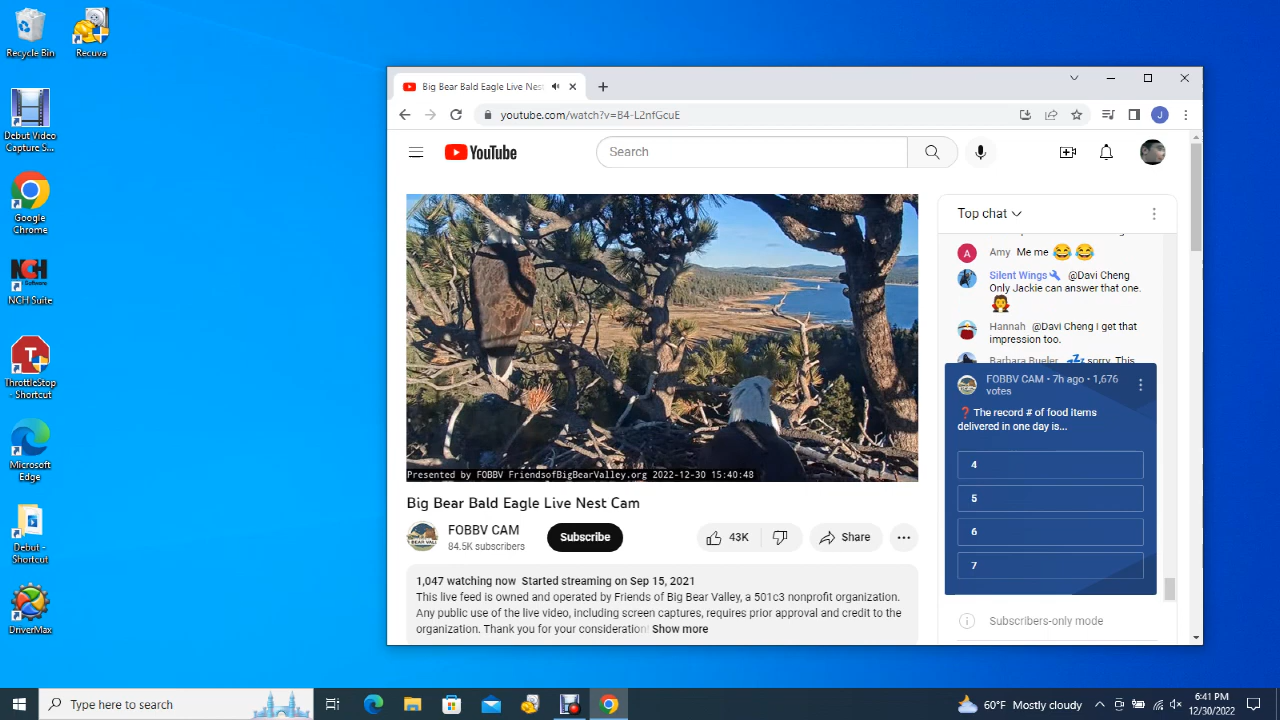 Recycle Bin
Recuva
Debut Video
Capture S...
Google
Chrome
NCH
Software
NCH Suite
ThrottleStop
- Shortcut
Microsoft
Edge
Debut -
Shortcut
DriverMax
Big Bear Bald Eagle Live Nest
youtube.com/watch?v=B4-L2nfGcuE
J
YouTube
Search
Presented by FOBBV FriendsofBigBearValley.org 2022-12-30 15:40:48
Big Bear Bald Eagle Live Nest Cam
FOBBV CAM
84.5K subscribers
Subscribe
43K
Share
1,047 watching now Started streaming on Sep 15, 2021
This live feed is owned and operated by Friends of Big Bear Valley, a 501c3 nonprofit organization.
Any public use of the live video, including screen captures, requires prior approval and credit to the
organization. Thank you for your consideration! Show more
Top chat
A
Amy Me me 😂 😂
Silent Wings @Davi Cheng
Only Jackie can answer that one.
Hannah @Davi Cheng I get that
impression too.
Barbara Bueler 💤 sorry. This
FOBBV CAM • 7h ago • 1,676
votes
❓The record # of food items
delivered in one day is...
4
5
6
7
Subscribers-only mode
Type here to search
60°F Mostly cloudy
6:41 PM
12/30/2022